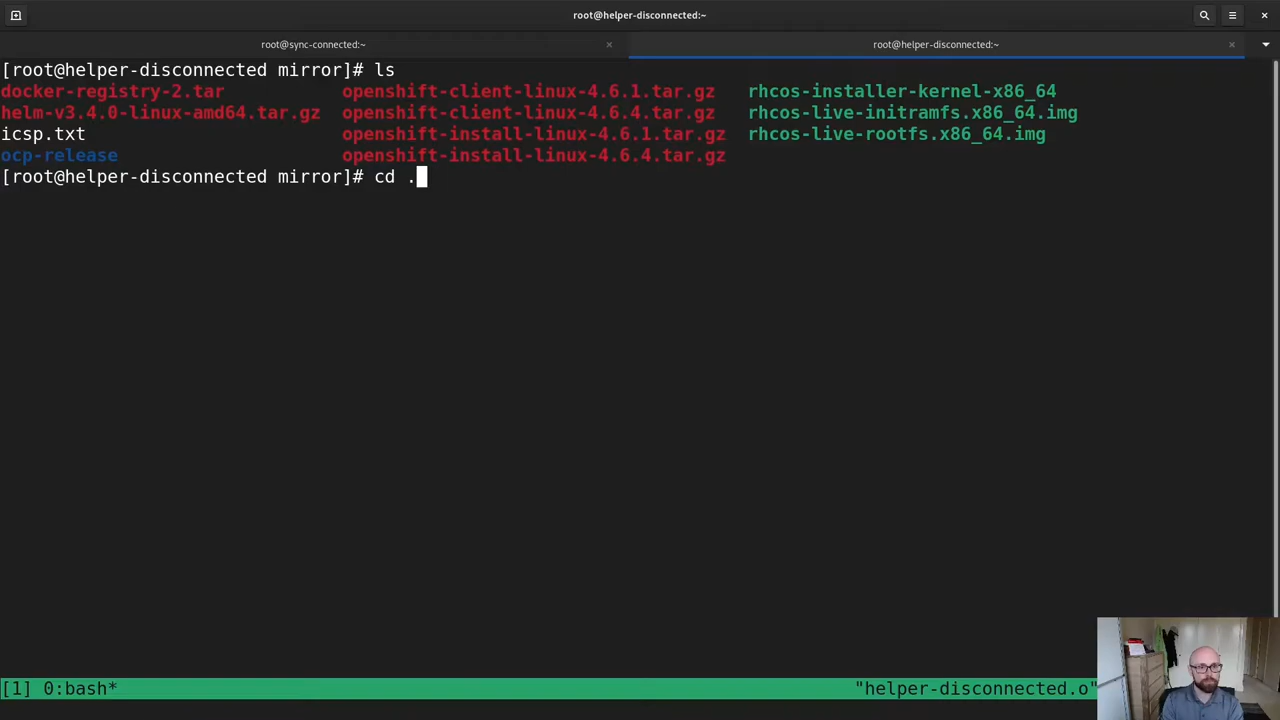 root@helper-disconnected:~
root@sync-connected:~ × root@helper-disconnected:~ ×
[root@helper-disconnected mirror]# ls
docker-registry-2.tar openshift-client-linux-4.6.1.tar.gz rhcos-installer-kernel-x86_64
helm-v3.4.0-linux-amd64.tar.gz openshift-client-linux-4.6.4.tar.gz rhcos-live-initramfs.x86_64.img
icsp.txt openshift-install-linux-4.6.1.tar.gz rhcos-live-rootfs.x86_64.img
ocp-release openshift-install-linux-4.6.4.tar.gz
[root@helper-disconnected mirror]# cd .
[1] 0:bash* "helper-disconnected.o"